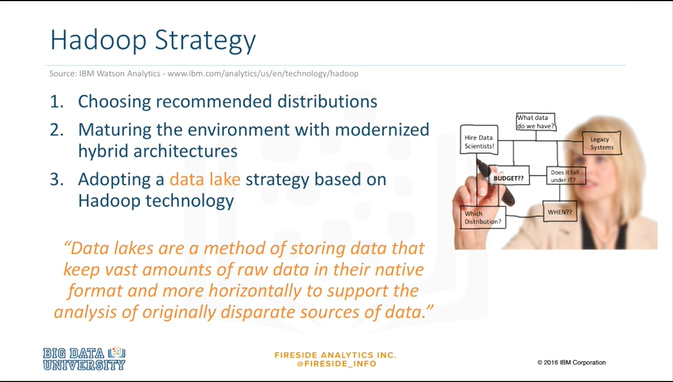 Hadoop Strategy
Source: IBM Watson Analytics - www.ibm.com/analytics/us/en/technology/hadoop
1. Choosing recommended distributions
2. Maturing the environment with modernized
hybrid architectures
3. Adopting a data lake strategy based on
Hadoop technology
“Data lakes are a method of storing data that
keep vast amounts of raw data in their native
format and more horizontally to support the
analysis of originally disparate sources of data.”
What data
do we have?
Hire Data
Scientists!
Legacy
Systems
BUDGET??
Does it fall
under IT?
Which
Distribution?
WHEN??
BIG DATA
UNIVERSITY
FIRESIDE ANALYTICS INC.
@FIRESIDE_INFO
© 2016 IBM Corporation